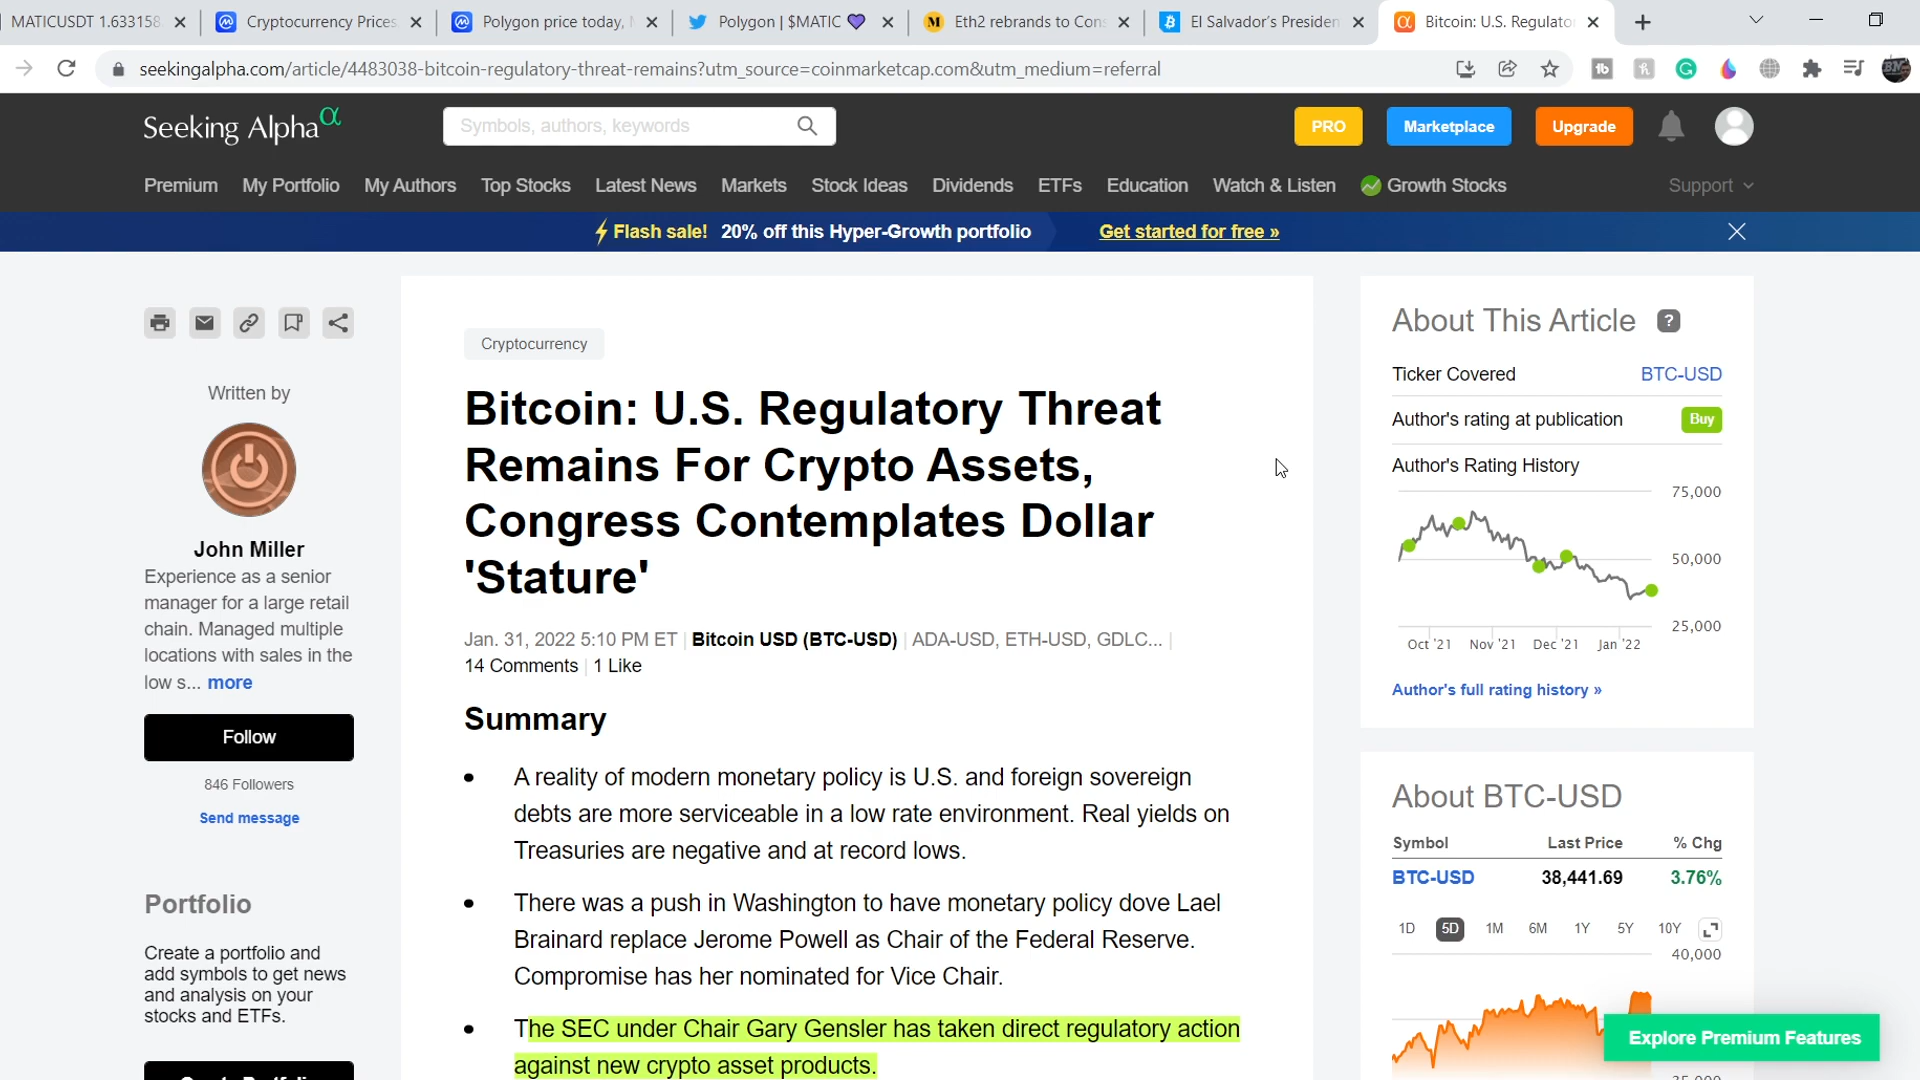 MATICUSDT 1.633158
Cryptocurrency Prices
Polygon price today,
Polygon | $MATIC 💜
Eth2 rebrands to Cons
El Salvador's Presiden
Bitcoin: U.S. Regulato
seekingalpha.com/article/4483038-bitcoin-regulatory-threat-remains?utm_source=coinmarketcap.com&utm_medium=referral
Seeking Alpha α
Symbols, authors, keywords
PRO
Marketplace
Upgrade
Premium My Portfolio My Authors Top Stocks Latest News Markets Stock Ideas Dividends ETFs Education Watch & Listen Growth Stocks Support
⚡Flash sale! 20% off this Hyper-Growth portfolio Get started for free »
Written by
John Miller
Experience as a senior
manager for a large retail
chain. Managed multiple
locations with sales in the
low s... more
Follow
846 Followers
Send message
Portfolio
Create a portfolio and
add symbols to get news
and analysis on your
stocks and ETFs.
Cryptocurrency
Bitcoin: U.S. Regulatory Threat
Remains For Crypto Assets,
Congress Contemplates Dollar
'Stature'
Jan. 31, 2022 5:10 PM ET | Bitcoin USD (BTC-USD) | ADA-USD, ETH-USD, GDLC... |
14 Comments | 1 Like
Summary
• A reality of modern monetary policy is U.S. and foreign sovereign
debts are more serviceable in a low rate environment. Real yields on
Treasuries are negative and at record lows.
• There was a push in Washington to have monetary policy dove Lael
Brainard replace Jerome Powell as Chair of the Federal Reserve.
Compromise has her nominated for Vice Chair.
• The SEC under Chair Gary Gensler has taken direct regulatory action
against new crypto asset products.
About This Article ?
Ticker Covered BTC-USD
Author's rating at publication Buy
Author's Rating History
75,000
50,000
25,000
Oct '21 Nov '21 Dec '21 Jan '22
Author's full rating history »
About BTC-USD
Symbol Last Price % Chg
BTC-USD 38,441.69 3.76%
1D 5D 1M 6M 1Y 5Y 10Y
40,000
Explore Premium Features